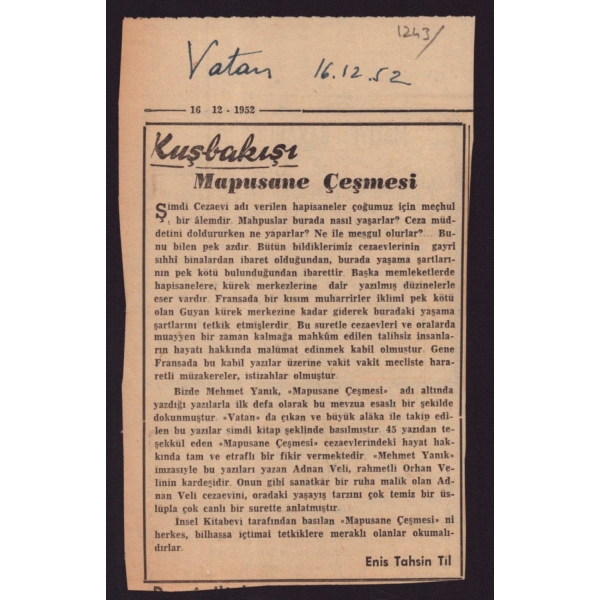 1243/
Vatan 16.12.52
16 - 12 - 1952
Kuşbakışı
Mapusane Çeşmesi
Şimdi Cezaevi adı verilen hapisaneler çoğumuz için meçhul
bir âlemdir. Mahpuslar burada nasıl yaşarlar? Ceza müd-
detini doldururken ne yaparlar? Ne ile meşgul olurlar?... Bu-
nu bilen pek azdır. Bütün bildiklerimiz cezaevlerinin gayri
sıhhî binalardan ibaret olduğundan, burada yaşama şartları-
nın pek kötü bulunduğundan ibarettir. Başka memleketlerde
hapisanelere, kürek merkezlerine dair yazılmış düzinelerle
eser vardır. Fransada bir kısım muharrirler iklimi pek kötü
olan Guyan kürek merkezine kadar giderek buradaki yaşama
şartlarını tetkik etmişlerdir. Bu suretle cezaevleri ve oralarda
muayyen bir zaman kalmağa mahkûm edilen talihsiz insanla-
rın hayatı hakkında malûmat edinmek kabil olmuştur. Gene
Fransada bu kabil yazılar üzerine vakit vakit mecliste hara-
retli müzakereler, istizahlar olmuştur.
Bizde Mehmet Yanık, «Mapusane Çeşmesi» adı altında
yazdığı yazılarla ilk defa olarak bu mevzua esaslı bir şekilde
dokunmuştur. «Vatan» da çıkan ve büyük alâka ile takip edi-
len bu yazılar şimdi kitap şeklinde basılmıştır. 45 yazıdan te-
şekkül eden «Mapusane Çeşmesi» cezaevlerindeki hayat hak-
kında tam ve etraflı bir fikir vermektedir. «Mehmet Yanık»
imzasiyle bu yazıları yazan Adnan Veli, rahmetli Orhan Ve-
linin kardeşidir. Onun gibi sanatkâr bir ruha malik olan Ad-
nan Veli cezaevini, oradaki yaşayış tarzını çok temiz bir üs-
lûpla çok canlı bir surette anlatmıştır.
İnsel Kitabevi tarafından basılan «Mapusane Çeşmesi» ni
herkes, bilhassa içtimaî tetkiklere meraklı olanlar okumalı-
dırlar.
Enis Tahsin Til